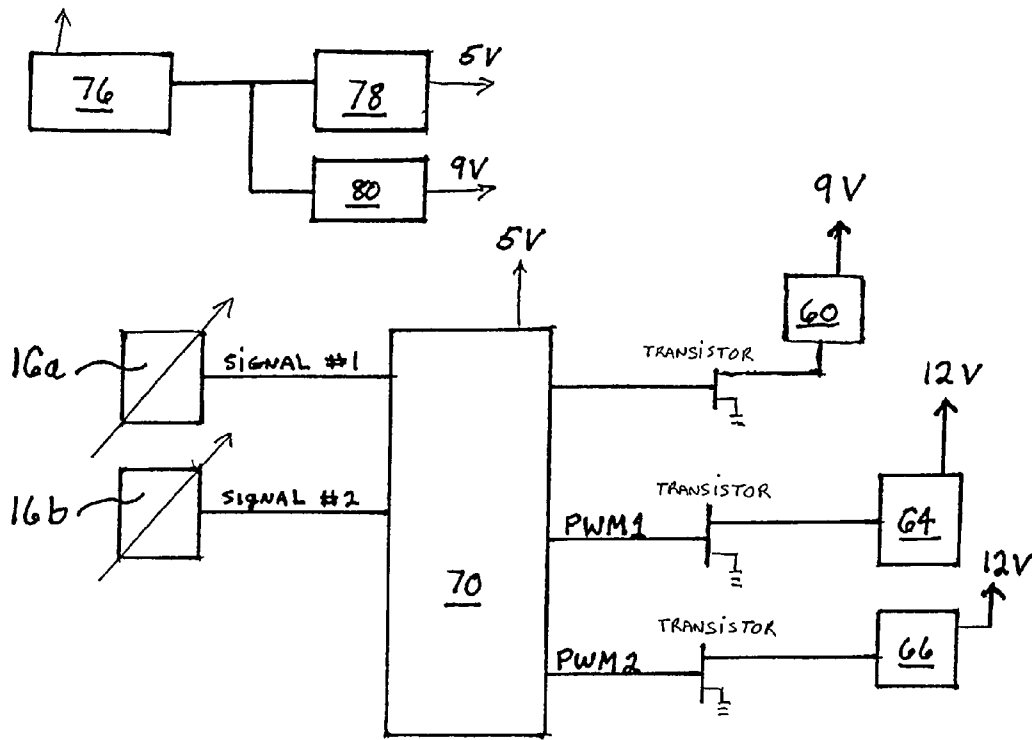 76
78
5V
80
9V
9V
5V
60
16a
SIGNAL #1
TRANSISTOR
12V
16b
SIGNAL #2
TRANSISTOR
PWM1
64
12V
70
TRANSISTOR
PWM2
66